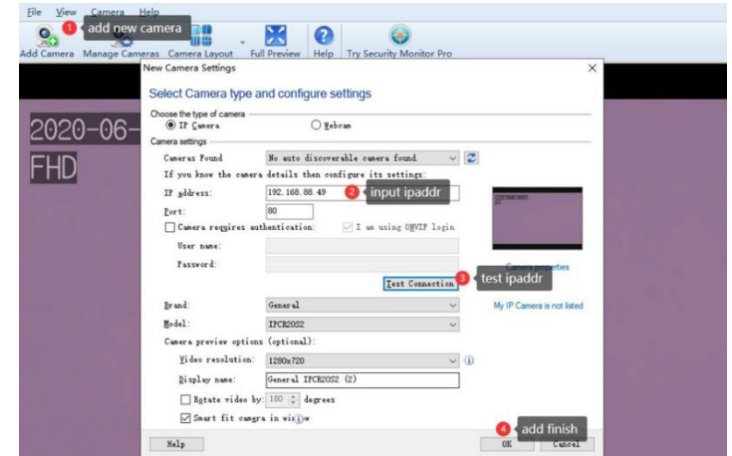 File View Camera Help
1 add new camera
Add Camera Manage Cameras Camera Layout Full Preview Help Try Security Monitor Pro
New Camera Settings
Select Camera type and configure settings
Choose the type of camera
IP Camera Webcam
Camera settings
Cameras Found No auto discoverable camera found.
If you know the camera details then configure its settings:
IP address: 192.168.88.49 2 input ipaddr
Port: 80
Camera requires authentication: I am using ONVIF login
User name:
Password:
Camera properties
Test Connection 3 test ipaddr
Brand: General My IP Camera is not listed
Model: IPCR20S2
Camera preview options (optional):
Video resolution: 1280x720
Display name: General IPCR20S2 (2)
Rotate video by: 180 degrees
Smart fit camera in window
4 add finish
Help OK Cancel
2020-06-
FHD